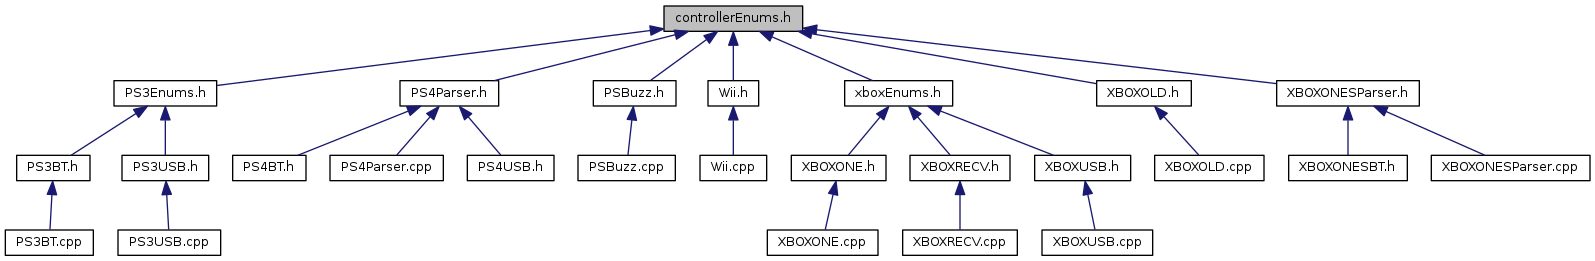 controllerEnums.h
PS3Enums.h
PS4Parser.h
PSBuzz.h
Wii.h
xboxEnums.h
XBOXOLD.h
XBOXONESParser.h
PS3BT.h
PS3USB.h
PS4BT.h
PS4Parser.cpp
PS4USB.h
PSBuzz.cpp
Wii.cpp
XBOXONE.h
XBOXRECV.h
XBOXUSB.h
XBOXOLD.cpp
XBOXONESBT.h
XBOXONESParser.cpp
PS3BT.cpp
PS3USB.cpp
XBOXONE.cpp
XBOXRECV.cpp
XBOXUSB.cpp